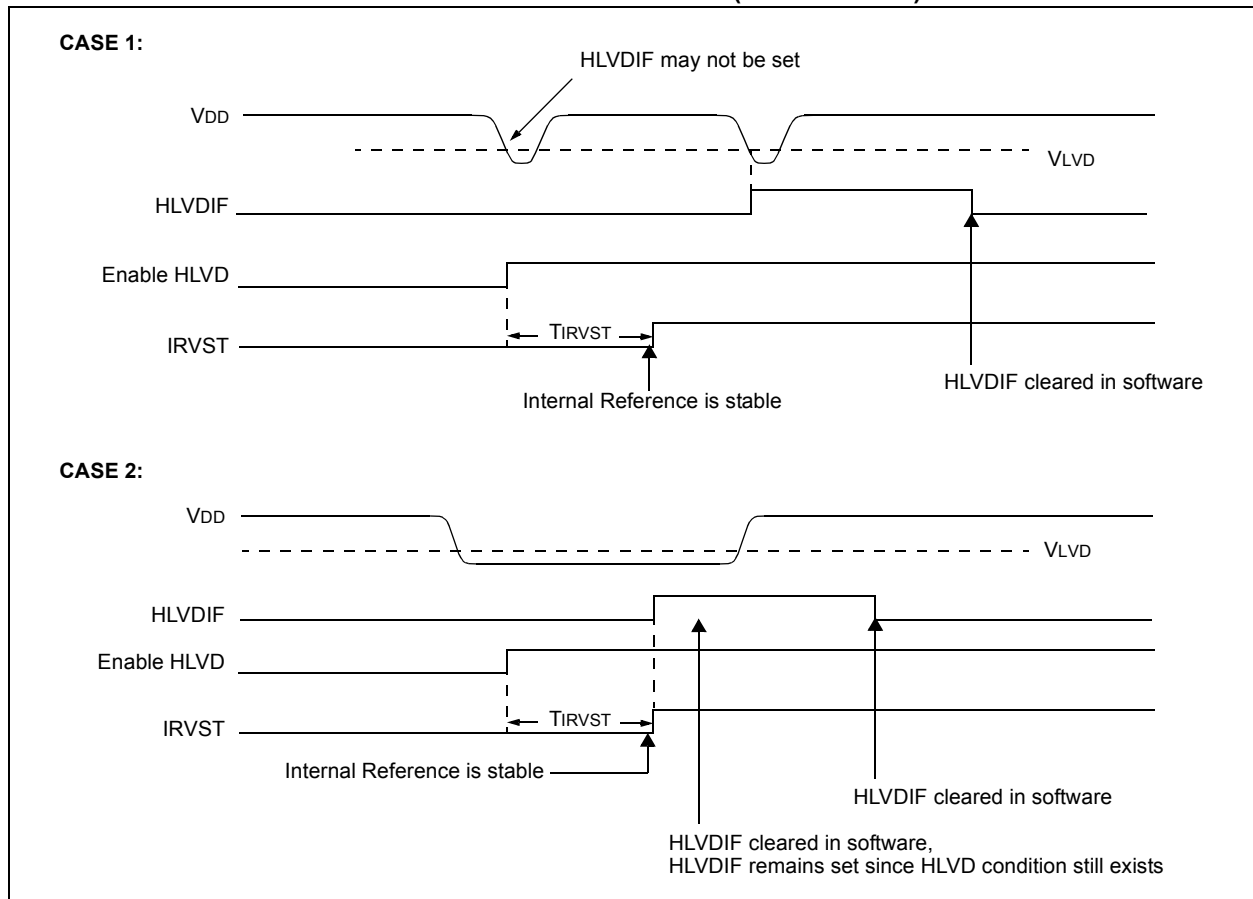 CASE 1:
HLVDIF may not be set
VDD
VLVD
HLVDIF
Enable HLVD
TIRVST
IRVST
HLVDIF cleared in software
Internal Reference is stable
CASE 2:
VDD
VLVD
HLVDIF
Enable HLVD
TIRVST
IRVST
Internal Reference is stable
HLVDIF cleared in software
HLVDIF cleared in software,
HLVDIF remains set since HLVD condition still exists